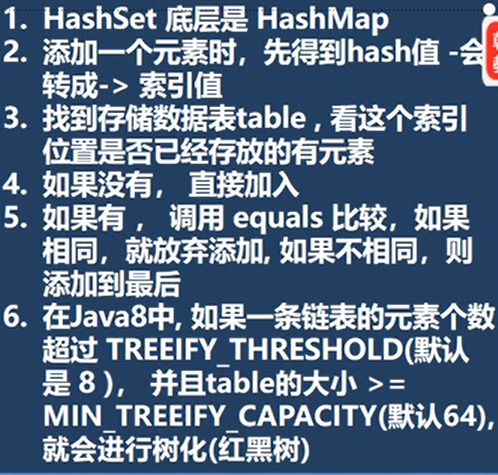 1. HashSet 底层是 HashMap
2. 添加一个元素时，先得到hash值 -会
转成-> 索引值
3. 找到存储数据表table , 看这个索引
位置是否已经存放的有元素
4. 如果没有， 直接加入
5. 如果有 ， 调用 equals 比较，如果
相同，就放弃添加, 如果不相同，则
添加到最后
6. 在Java8中, 如果一条链表的元素个数
超过 TREEIFY_THRESHOLD(默认
是 8 )， 并且table的大小 >=
MIN_TREEIFY_CAPACITY(默认64),
就会进行树化(红黑树)